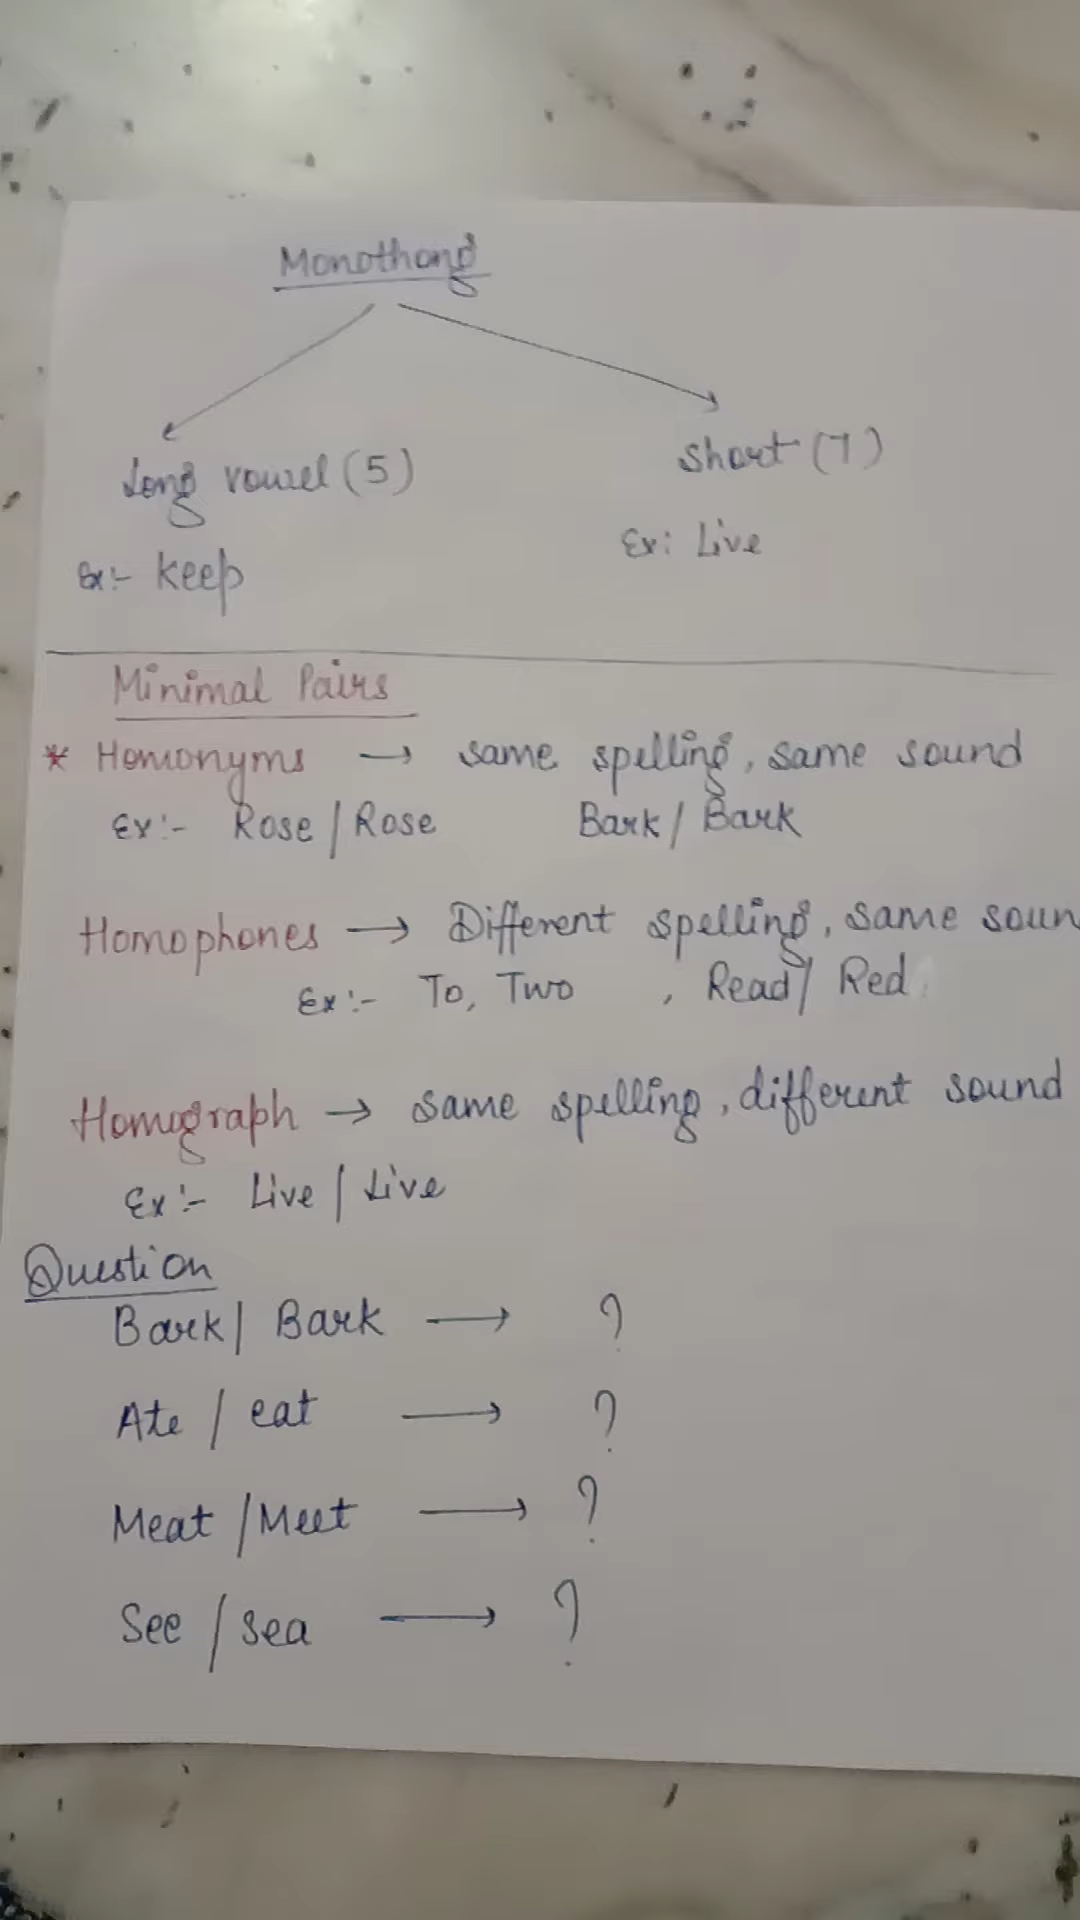 Monothong
Long vowel (5)
short (7)
Ex:- Keep
Ex: Live
Minimal Pairs
* Homonyms → same spelling, same sound
Ex:- Rose / Rose Bark / Bark
Homophones → Different spelling, same soun
Ex:- To, Two , Read / Red
Homograph → same spelling, different sound
Ex:- Live / Live
Question
Bark / Bark → ?
Ate / eat → ?
Meat / Meet → ?
See / sea → ?